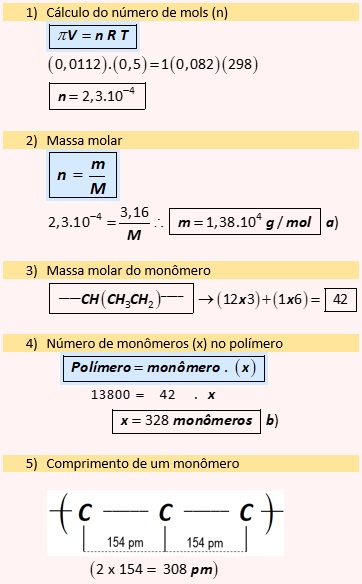 1) Cálculo do número de mols (n)
πV = n R T
(0,0112).(0,5)=1(0,082)(298)
n = 2,3.10⁻⁴
2) Massa molar
n = m/M
2,3.10⁻⁴ = 3,16/M ∴ m = 1,38.10⁴ g / mol a)
3) Massa molar do monômero
—CH(CH₃CH₂)— → (12x3)+(1x6)= 42
4) Número de monômeros (x) no polímero
Polímero = monômero . (x)
13800 = 42 . x
x = 328 monômeros b)
5) Comprimento de um monômero
( C — C — C )
154 pm 154 pm
(2 x 154 = 308 pm)